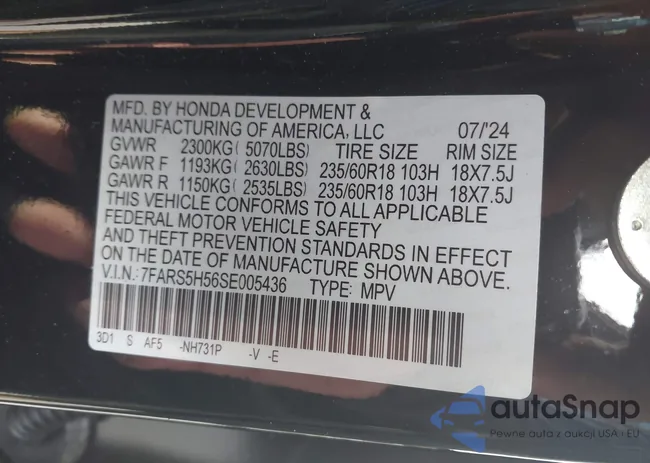 MFD. BY HONDA DEVELOPMENT &
MANUFACTURING OF AMERICA, LLC 07/'24
GVWR 2300KG( 5070LBS) TIRE SIZE RIM SIZE
GAWR F 1193KG( 2630LBS) 235/60R18 103H 18X7.5J
GAWR R 1150KG( 2535LBS) 235/60R18 103H 18X7.5J
THIS VEHICLE CONFORMS TO ALL APPLICABLE
FEDERAL MOTOR VEHICLE SAFETY
AND THEFT PREVENTION STANDARDS IN EFFECT
ON THE DATE OF MANUFACTURE SHOWN ABOVE.
V.I.N.:7FARS5H56SE005436 TYPE: MPV
3D1 S AF5 -NH731P -V -E
autaSnap
Pewne auta z aukcji USA i EU